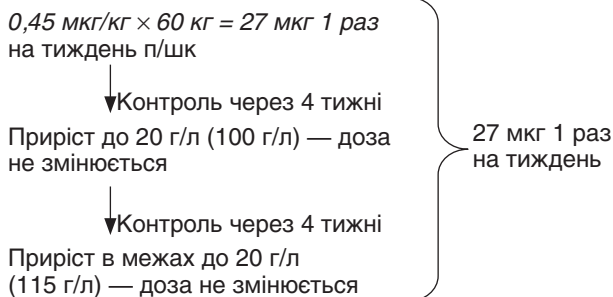 0,45 мкг/кг × 60 кг = 27 мкг 1 раз
на тиждень п/шк
Контроль через 4 тижні
Приріст до 20 г/л (100 г/л) — доза
не змінюється
27 мкг 1 раз
на тиждень
Контроль через 4 тижні
Приріст в межах до 20 г/л
(115 г/л) — доза не змінюється